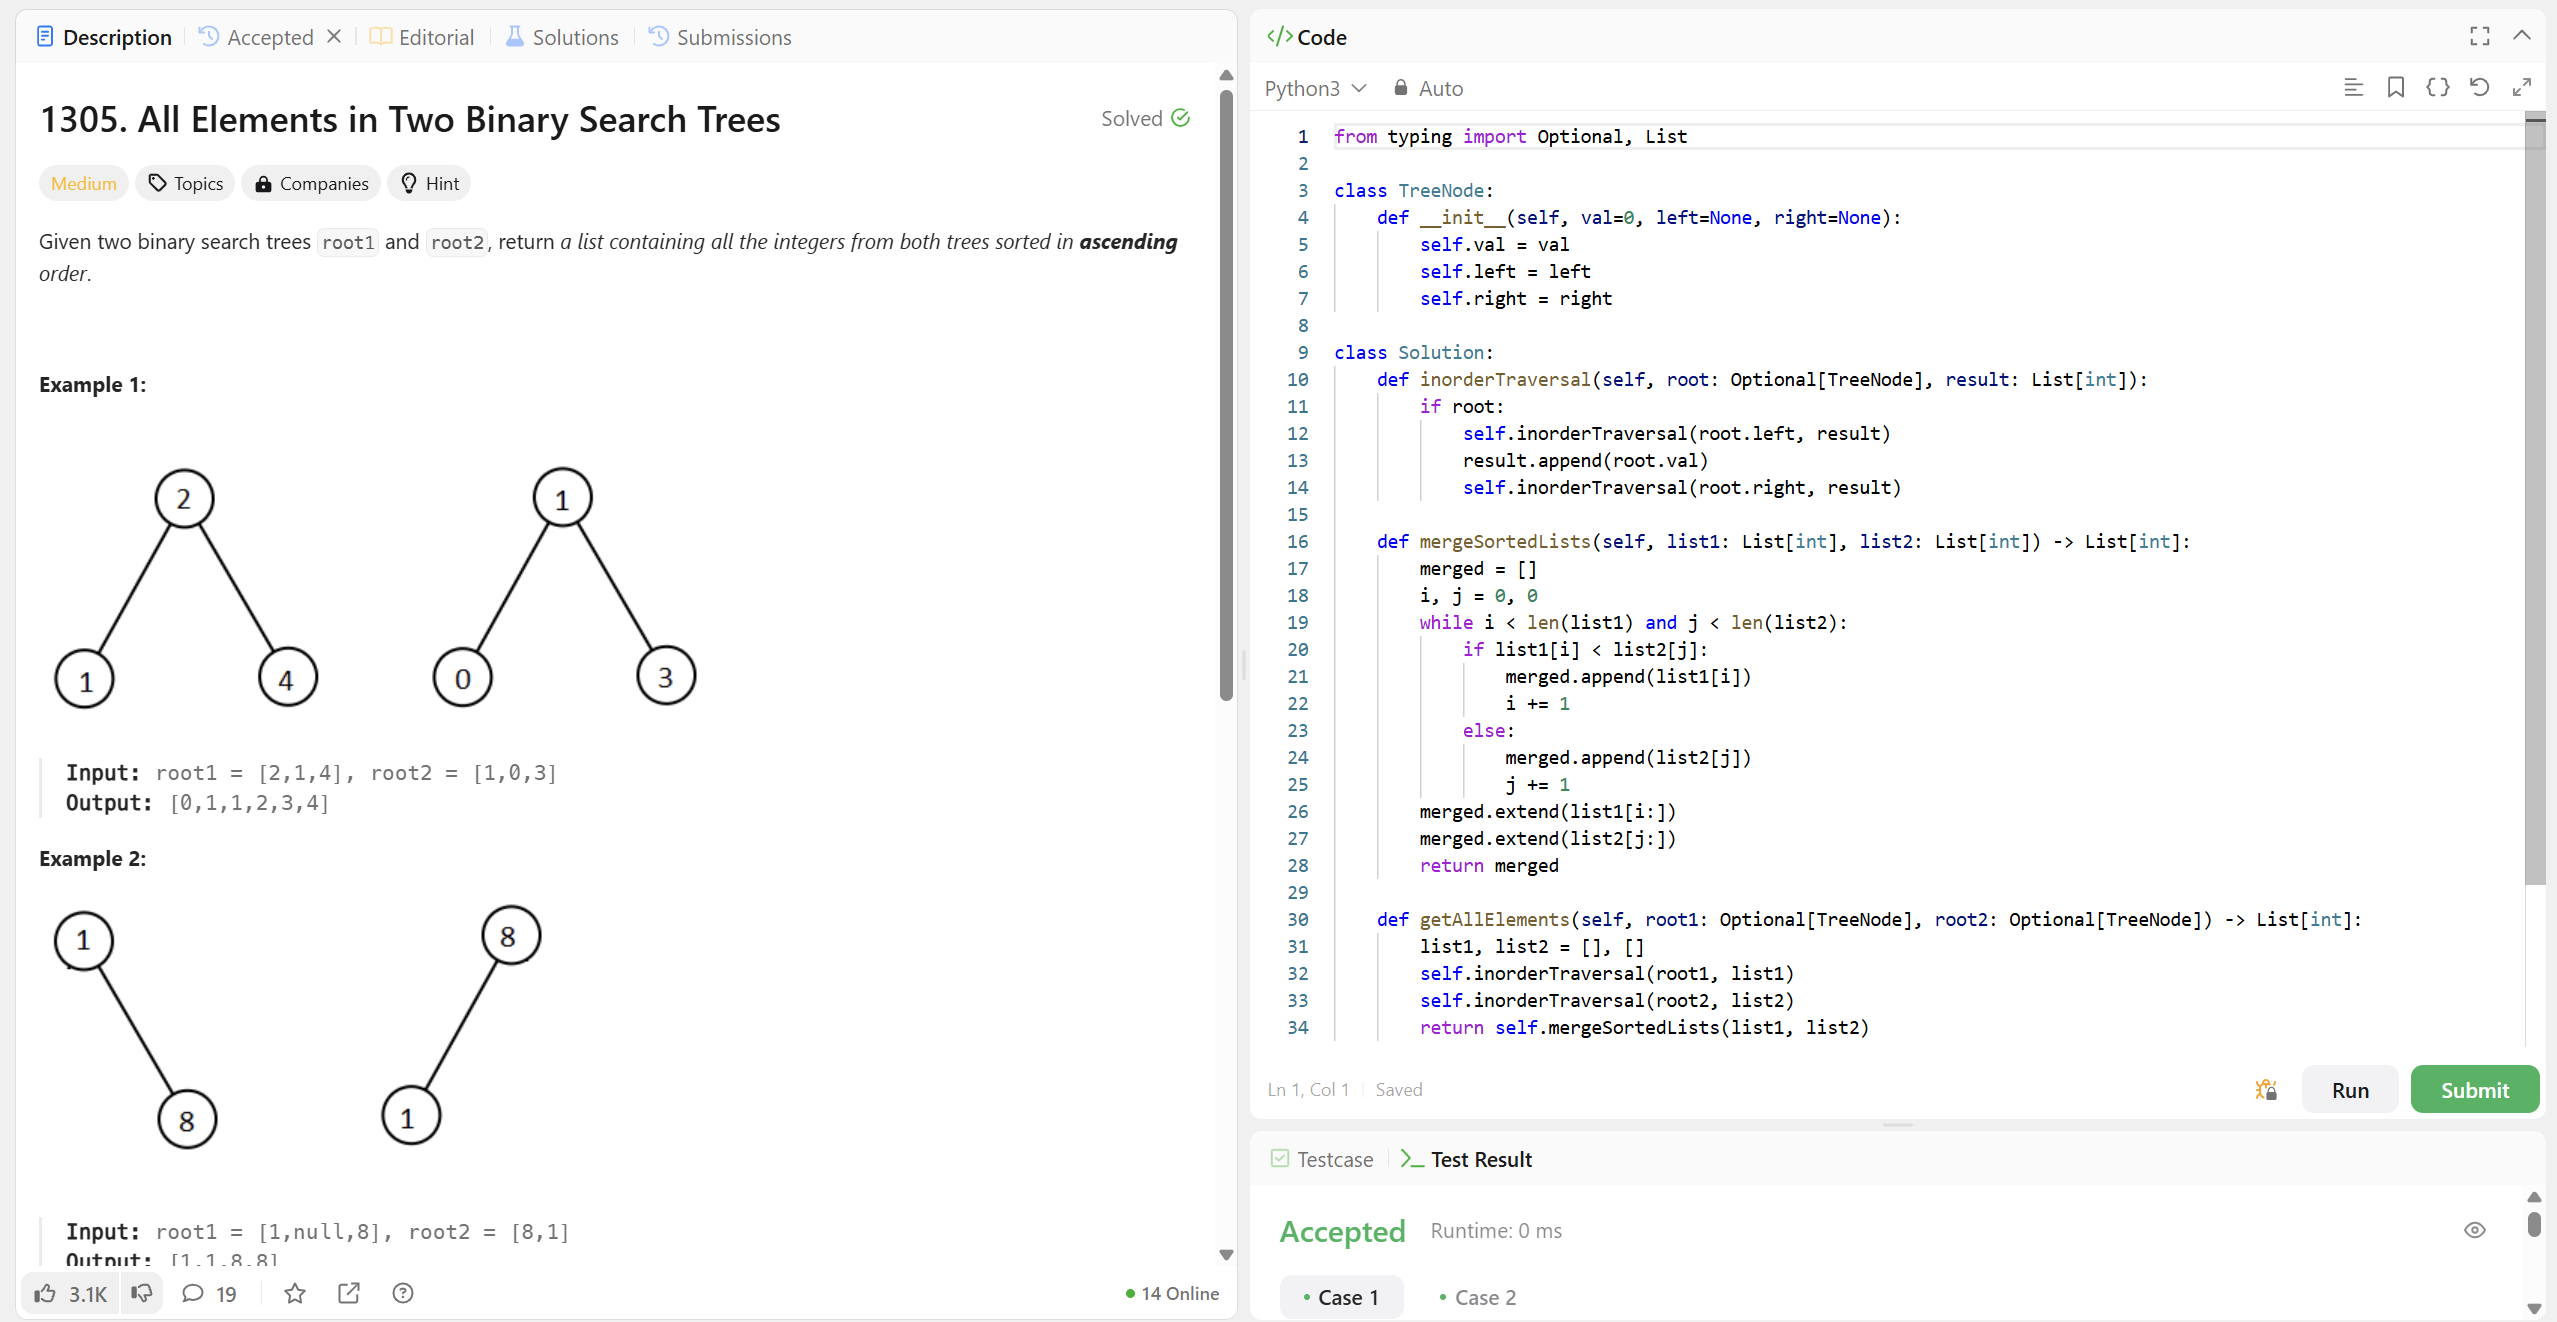 Description
Accepted
Editorial
Solutions
Submissions
1305. All Elements in Two Binary Search Trees
Solved
Medium
Topics
Companies
Hint
Given two binary search trees root1 and root2, return a list containing all the integers from both trees sorted in ascending
order.
Example 1:
2
1
1
4
0
3
Input: root1 = [2,1,4], root2 = [1,0,3]
Output: [0,1,1,2,3,4]
Example 2:
1
8
8
1
Input: root1 = [1,null,8], root2 = [8,1]
Output: [1,1,8,8]
3.1K
19
14 Online
</> Code
Python3
Auto
1 from typing import Optional, List
2
3 class TreeNode:
4     def __init__(self, val=0, left=None, right=None):
5         self.val = val
6         self.left = left
7         self.right = right
8
9 class Solution:
10     def inorderTraversal(self, root: Optional[TreeNode], result: List[int]):
11         if root:
12             self.inorderTraversal(root.left, result)
13             result.append(root.val)
14             self.inorderTraversal(root.right, result)
15
16     def mergeSortedLists(self, list1: List[int], list2: List[int]) -> List[int]:
17         merged = []
18         i, j = 0, 0
19         while i < len(list1) and j < len(list2):
20             if list1[i] < list2[j]:
21                 merged.append(list1[i])
22                 i += 1
23             else:
24                 merged.append(list2[j])
25                 j += 1
26         merged.extend(list1[i:])
27         merged.extend(list2[j:])
28         return merged
29
30     def getAllElements(self, root1: Optional[TreeNode], root2: Optional[TreeNode]) -> List[int]:
31         list1, list2 = [], []
32         self.inorderTraversal(root1, list1)
33         self.inorderTraversal(root2, list2)
34         return self.mergeSortedLists(list1, list2)
Ln 1, Col 1
Saved
Run
Submit
Testcase
Test Result
Accepted
Runtime: 0 ms
Case 1
Case 2